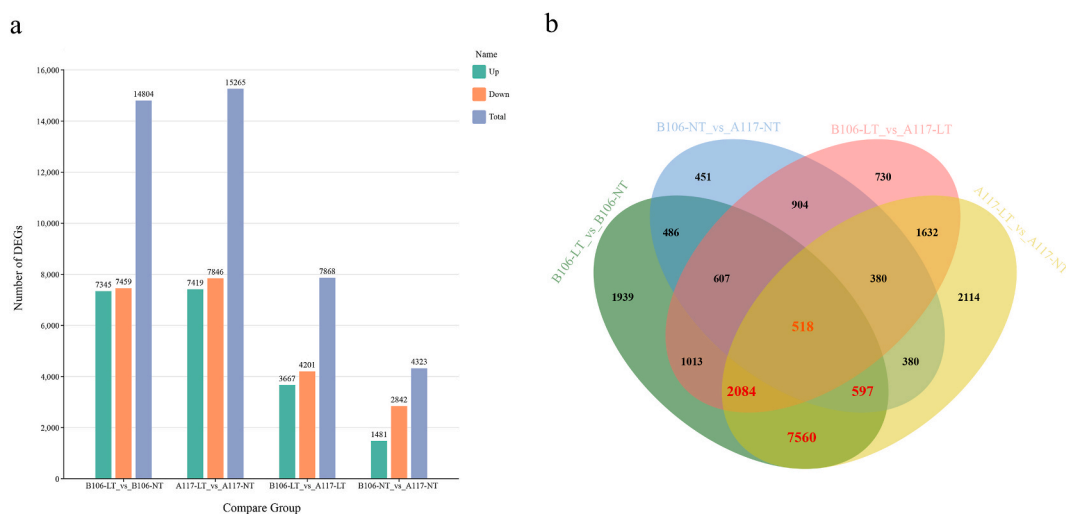 a
b
Name
Up
Down
Total
16,000
14,000
12,000
10,000
8,000
6,000
4,000
2,000
0
Number of DEGs
7345
7459
14804
7419
7846
15265
3667
4201
7868
1481
2842
4323
B106-LT_vs_B106-NT
A117-LT_vs_A117-NT
B106-LT_vs_A117-LT
B106-NT_vs_A117-NT
Compare Group
B106-NT_vs_A117-NT
B106-LT_vs_A117-LT
B106-LT_vs_B106-NT
A117-LT_vs_A117-NT
451
730
904
486
1632
607
380
1939
2114
518
1013
380
2084
597
7560